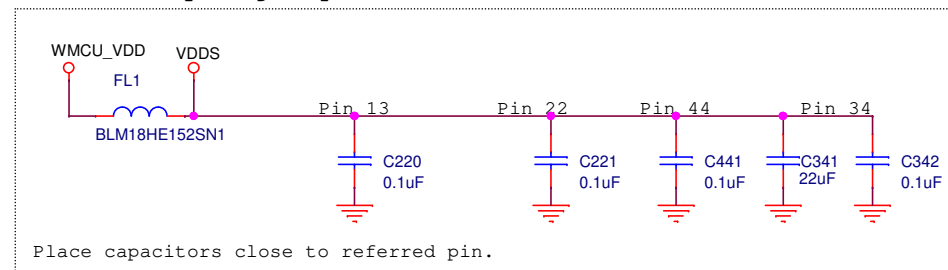 WMCU_VDD VDDS
FL1
BLM18HE152SN1
Pin 13 Pin 22 Pin 44 Pin 34
C220 C221 C441 C341 C342
0.1uF 0.1uF 0.1uF 22uF 0.1uF
Place capacitors close to referred pin.